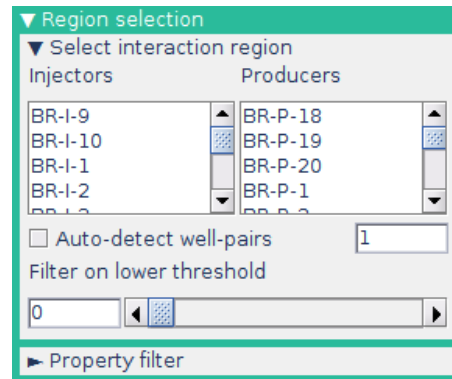 ▼ Region selection
▼ Select interaction region
Injectors Producers
BR-I-9 BR-P-18
BR-I-10 BR-P-19
BR-I-1 BR-P-20
BR-I-2 BR-P-1
Auto-detect well-pairs 1
Filter on lower threshold
0
► Property filter